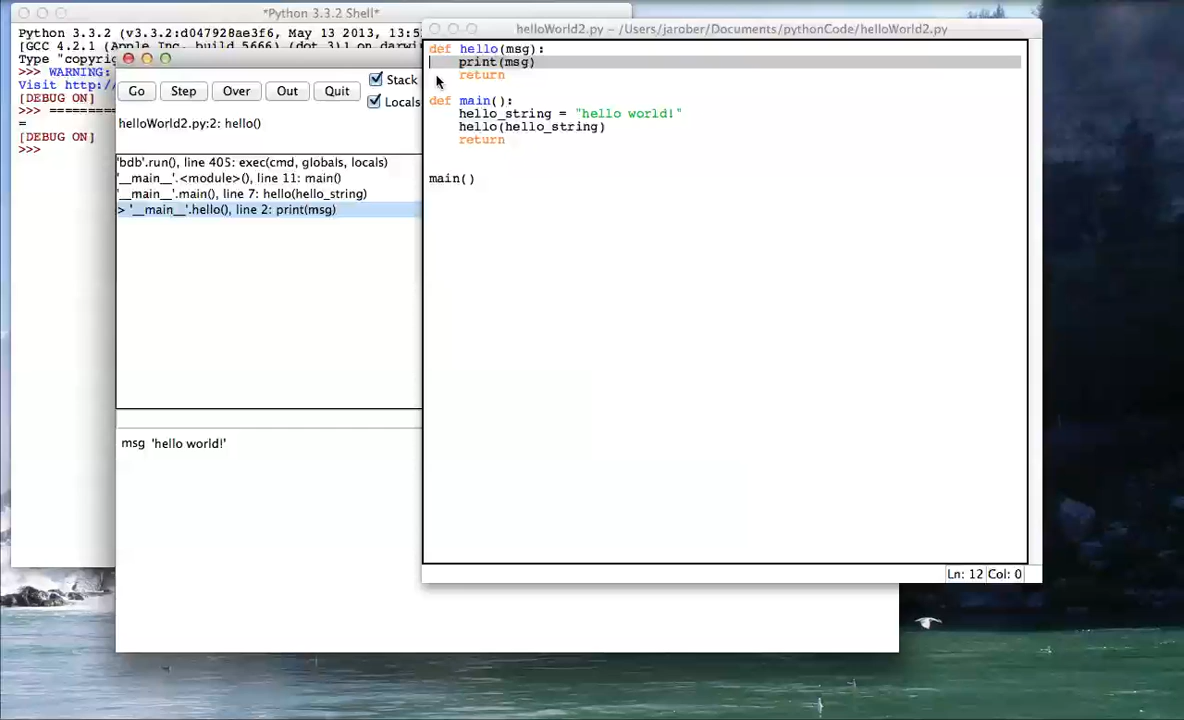 *Python 3.3.2 Shell*
Python 3.3.2 (v3.3.2:d047928ae3f6, May 13 2013, 13:5
[GCC 4.2.1 (Apple Inc. build 5666) (dot 3)] on darwi
Type "copyrig
>>> WARNING:
Visit http:/
[DEBUG ON]
>>> ==========
=
[DEBUG ON]
>>>
Go Step Over Out Quit
Stack
Locals
helloWorld2.py:2: hello()
'bdb'.run(), line 405: exec(cmd, globals, locals)
'__main__'.<module>(), line 11: main()
'__main__'.main(), line 7: hello(hello_string)
> '__main__'.hello(), line 2: print(msg)
msg 'hello world!'
helloWorld2.py - /Users/jarober/Documents/pythonCode/helloWorld2.py
def hello(msg):
print(msg)
return
def main():
hello_string = "hello world!"
hello(hello_string)
return
main()
Ln: 12 Col: 0